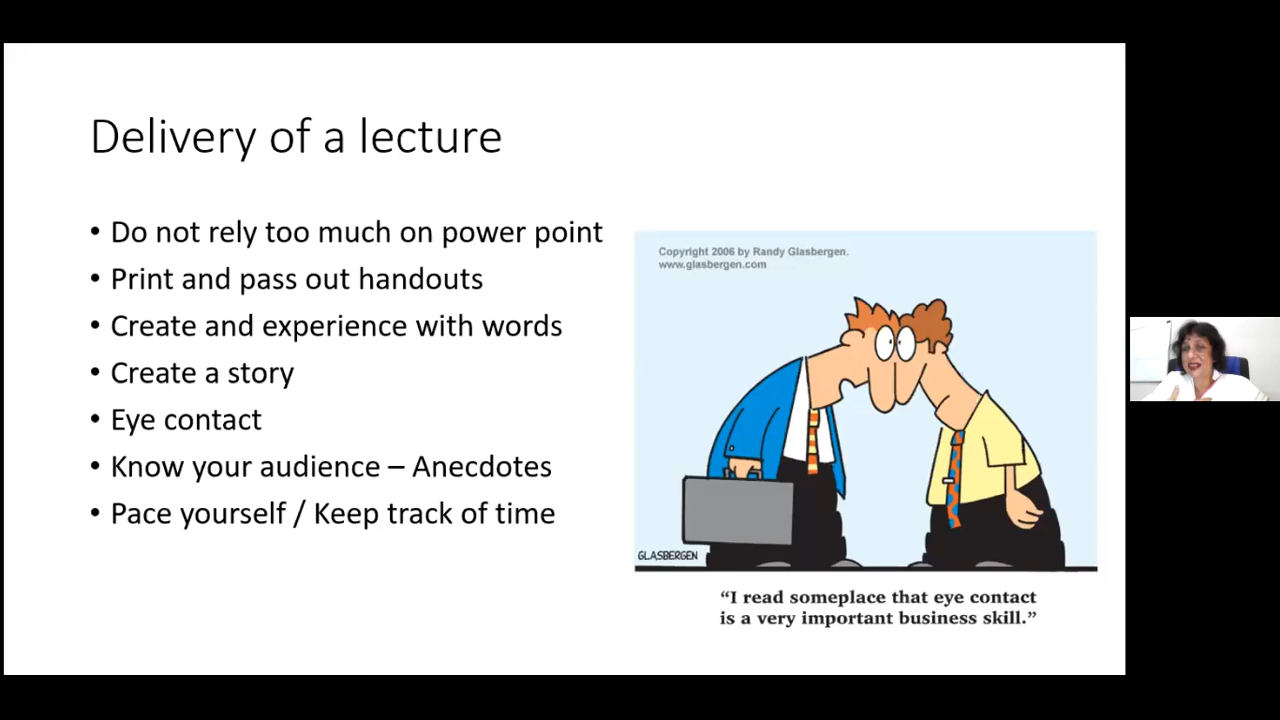 Delivery of a lecture
• Do not rely too much on power point
• Print and pass out handouts
• Create and experience with words
• Create a story
• Eye contact
• Know your audience – Anecdotes
• Pace yourself / Keep track of time
Copyright 2006 by Randy Glasbergen.
www.glasbergen.com
GLASBERGEN
“I read someplace that eye contact
is a very important business skill.”